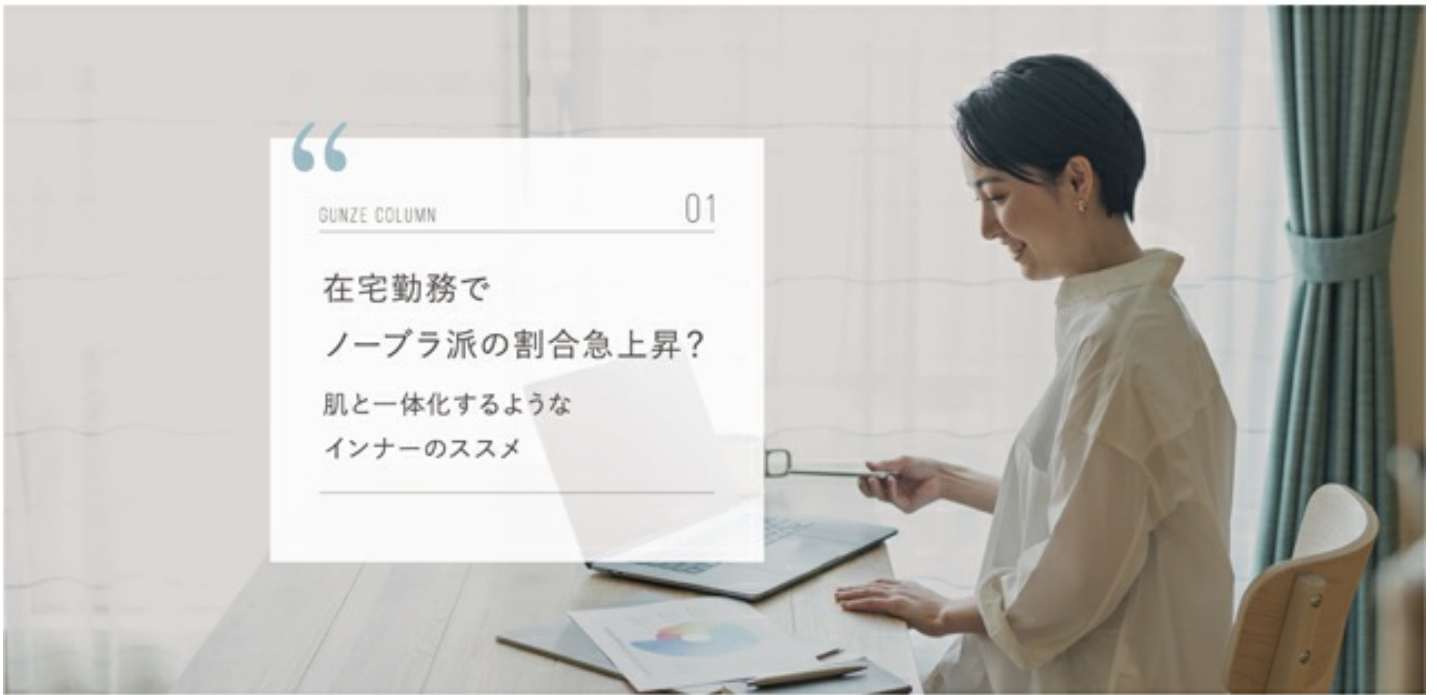 “
GUNZE COLUMN 01
在宅勤務で
ノーブラ派の割合急上昇？
肌と一体化するような
インナーのススメ